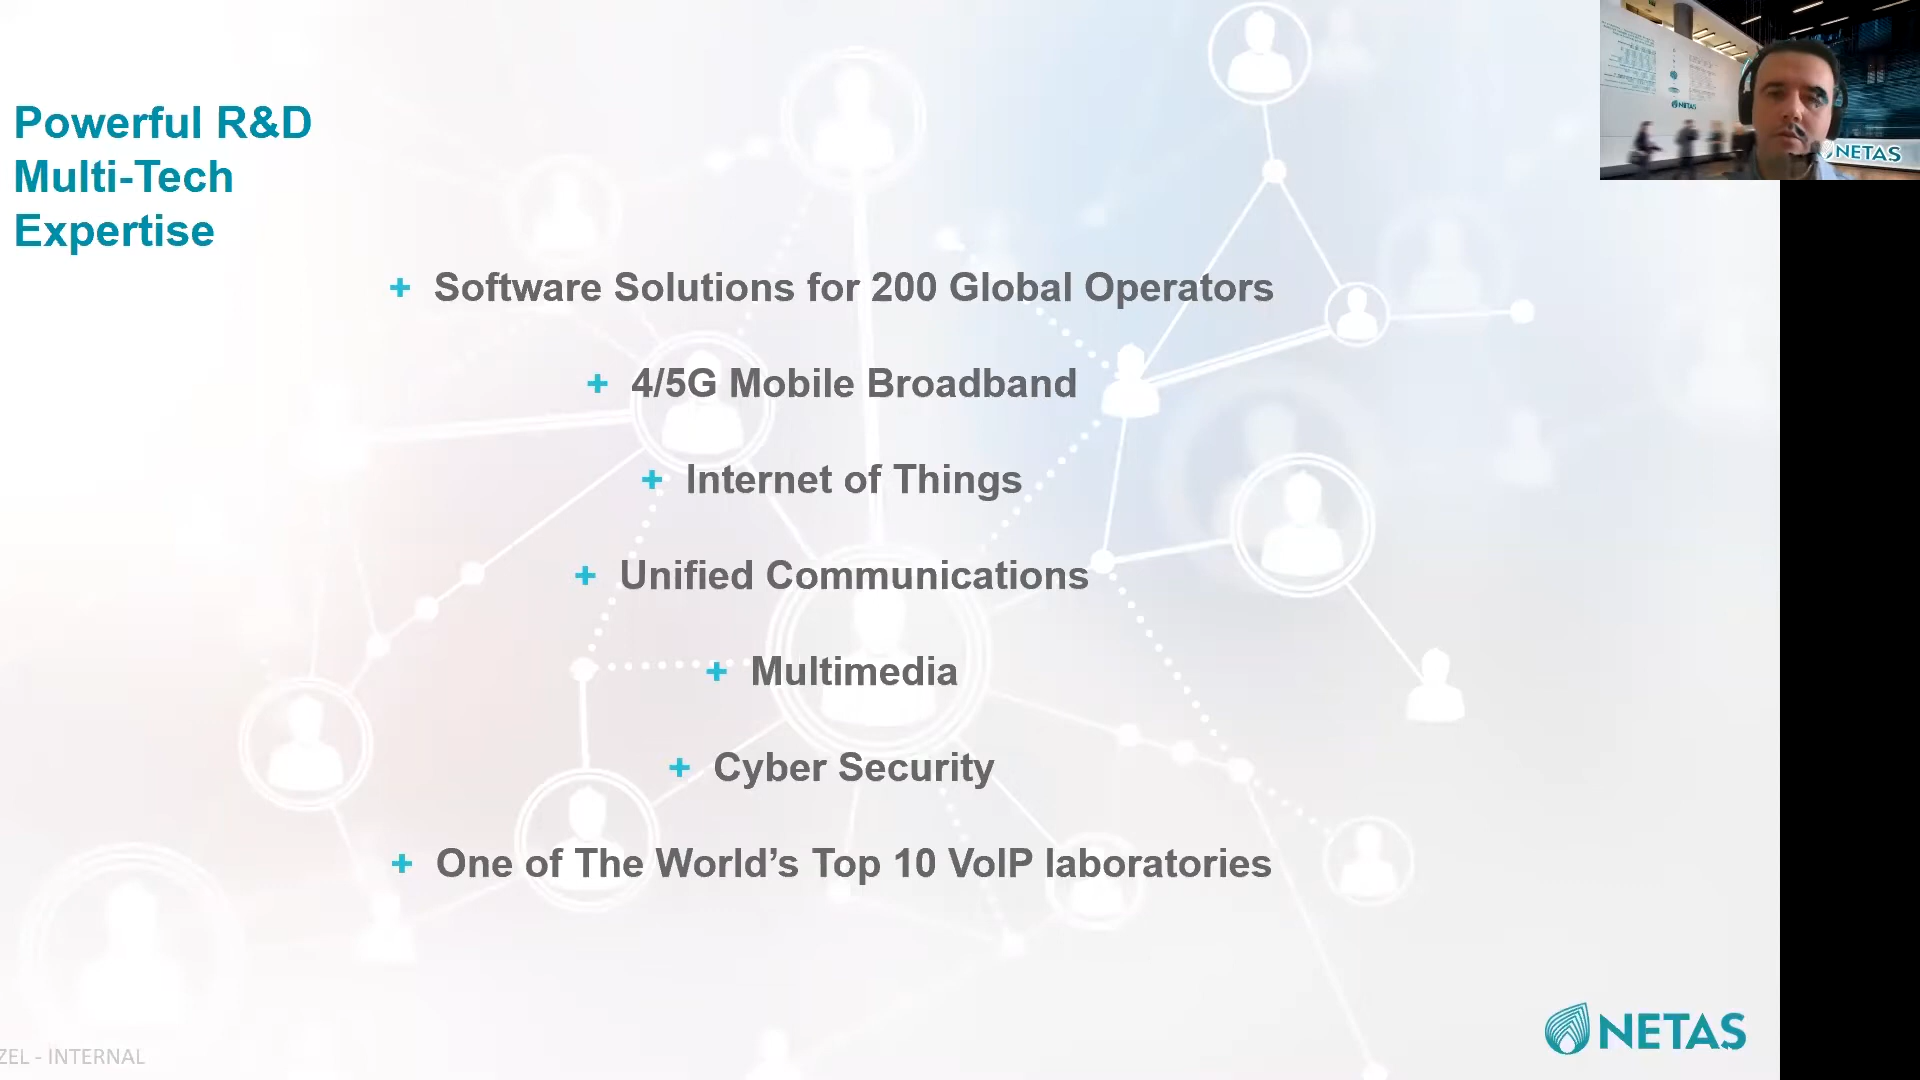 Powerful R&D
Multi-Tech
Expertise
+ Software Solutions for 200 Global Operators
+ 4/5G Mobile Broadband
+ Internet of Things
+ Unified Communications
+ Multimedia
+ Cyber Security
+ One of The World’s Top 10 VoIP laboratories
NETAS
NETAS
NETAS
ZEL - INTERNAL